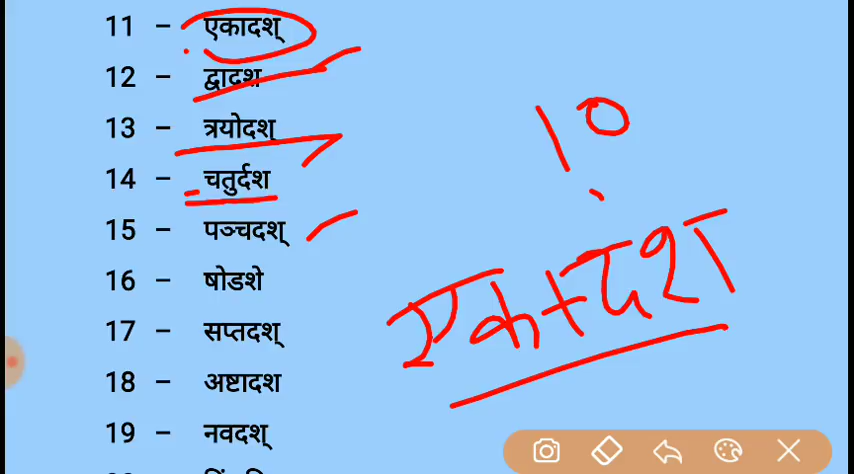 11 – एकादश्
12 – द्वादश
13 – त्रयोदश्
14 – चतुर्दश
15 – पञ्चदश्
16 – षोडशे
17 – सप्तदश्
18 – अष्टादश
19 – नवदश्
10
एक+दश